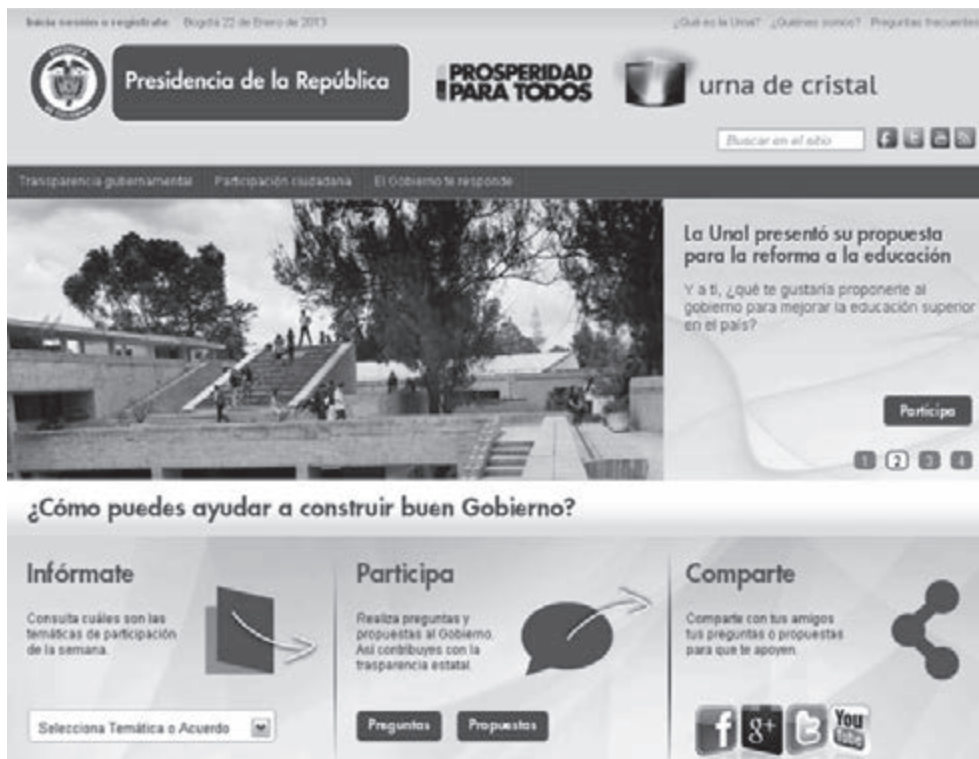 Inicia sesión o regístrate Bogotá 22 de Enero de 2013 ¿Qué es la Urna? ¿Quiénes somos? Preguntas frecuentes
REPÚBLICA
DE COLOMBIA
Presidencia de la República
PROSPERIDAD
PARA TODOS
urna de cristal
Buscar en el sitio
Transparencia gubernamental Participación ciudadana El Gobierno te responde
La Unal presentó su propuesta
para la reforma a la educación
Y a ti, ¿qué te gustaría proponerle al
gobierno para mejorar la educación superior
en el país?
Participa
1 2 3 4
¿Cómo puedes ayudar a construir buen Gobierno?
Infórmate
Consulta cuáles son las
temáticas de participación
de la semana.
Selecciona Temática o Acuerdo
Participa
Realiza preguntas y
propuestas al Gobierno.
Así contribuyes con la
trasparencia estatal
Preguntas Propuestas
Comparte
Comparte con tus amigos
tus preguntas o propuestas
para que te apoyen.
f g+ t You
Tube